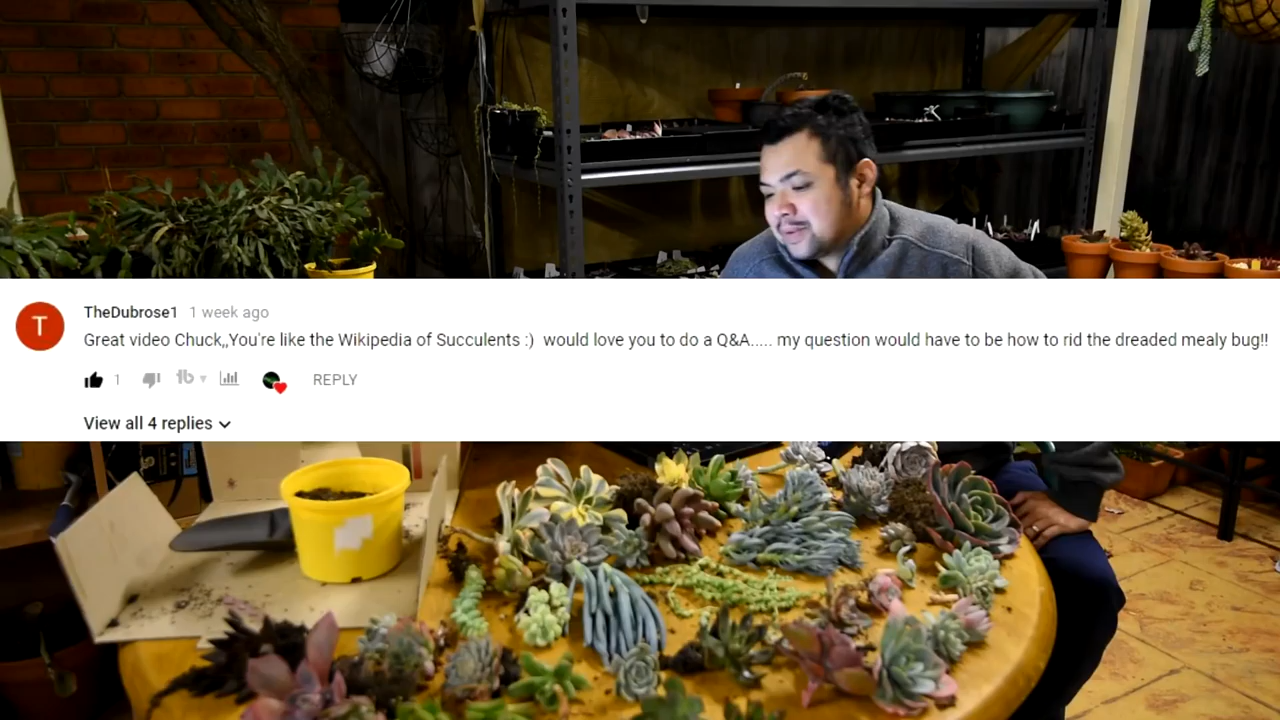 T
TheDubrose1 1 week ago
Great video Chuck,,You're like the Wikipedia of Succulents :) would love you to do a Q&A..... my question would have to be how to rid the dreaded mealy bug!!
1 REPLY
View all 4 replies